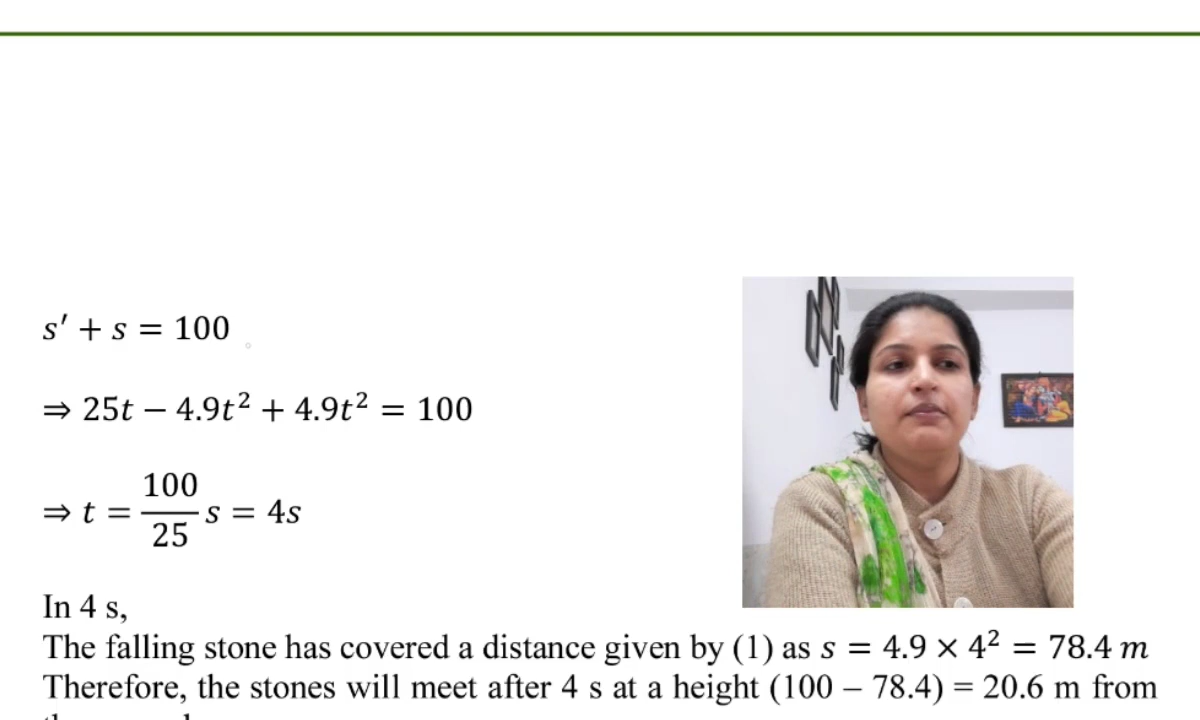 s′ + s = 100
⇒ 25t − 4.9t² + 4.9t² = 100
⇒ t = 100/25 s = 4s
In 4 s,
The falling stone has covered a distance given by (1) as s = 4.9 × 4² = 78.4 m
Therefore, the stones will meet after 4 s at a height (100 – 78.4) = 20.6 m from